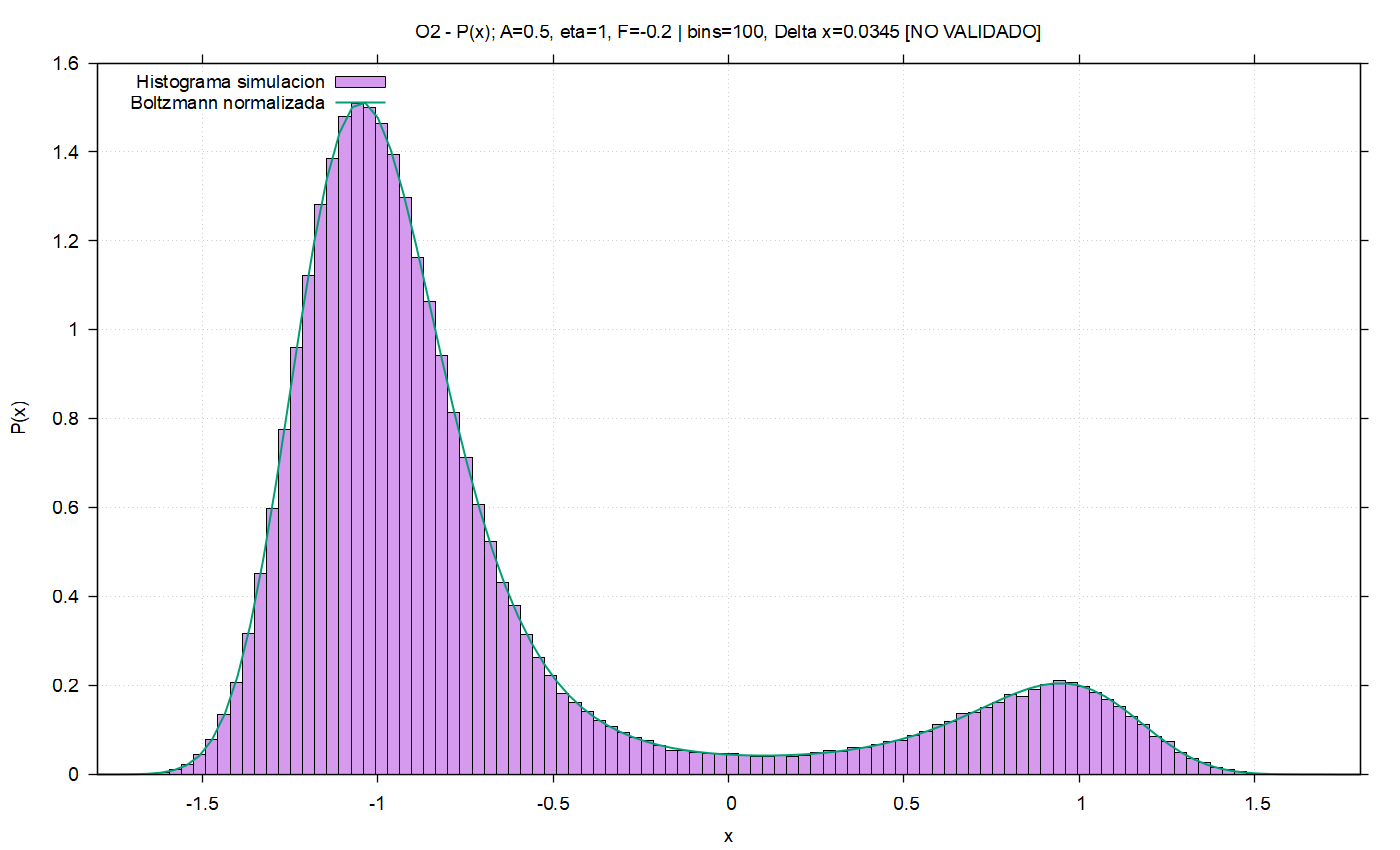 O2 - P(x); A=0.5, eta=1, F=-0.2 | bins=100, Delta x=0.0345 [NO VALIDADO]
Histograma simulacion
Boltzmann normalizada
1.6
1.4
1.2
1
0.8
0.6
0.4
0.2
0
P(x)
-1.5 -1 -0.5 0 0.5 1 1.5
x